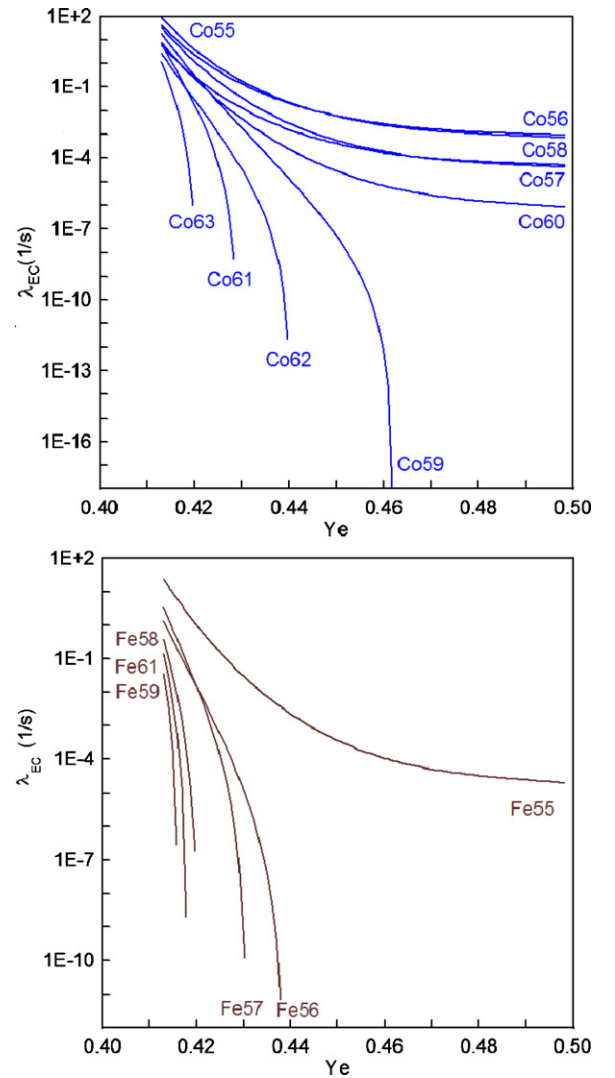 1E+2
1E-1
1E-4
1E-7
1E-10
1E-13
1E-16
λEC(1/s)
Co55
Co56
Co58
Co57
Co60
Co63
Co61
Co62
Co59
0.40 0.42 0.44 0.46 0.48 0.50
Ye
1E+2
1E-1
1E-4
1E-7
1E-10
λEC (1/s)
Fe58
Fe61
Fe59
Fe55
Fe57 Fe56
0.40 0.42 0.44 0.46 0.48 0.50
Ye